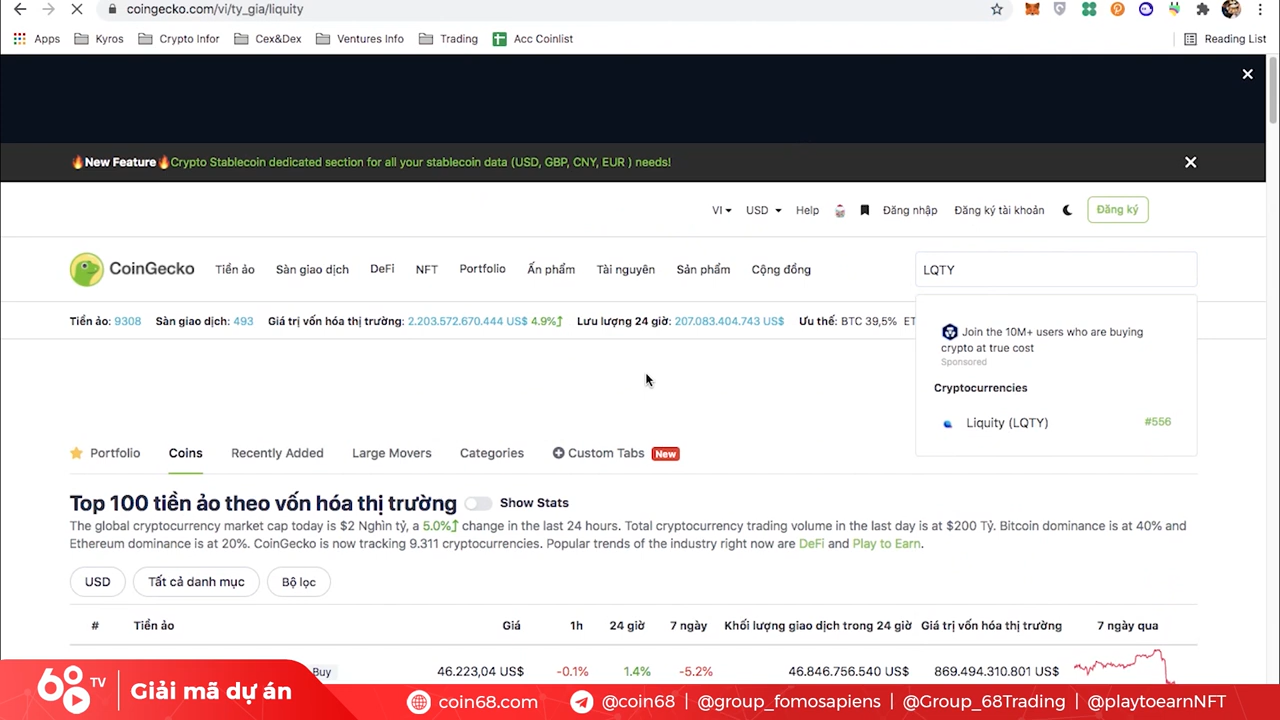 coingecko.com/vi/ty_gia/liquity
Apps Kyros Crypto Infor Cex&Dex Ventures Info Trading Acc Coinlist Reading List
🔥New Feature🔥Crypto Stablecoin dedicated section for all your stablecoin data (USD, GBP, CNY, EUR ) needs!
VI USD Help Đăng nhập Đăng ký tài khoản Đăng ký
CoinGecko Tiền ảo Sàn giao dịch DeFi NFT Portfolio Ấn phẩm Tài nguyên Sản phẩm Cộng đồng LQTY
Tiền ảo: 9308 Sàn giao dịch: 493 Giá trị vốn hóa thị trường: 2.203.572.670.444 US$ 4.9% Lưu lượng 24 giờ: 207.083.404.743 US$ Ưu thế: BTC 39,5% ET
Join the 10M+ users who are buying
crypto at true cost
Sponsored
Cryptocurrencies
Liquity (LQTY) #556
Portfolio Coins Recently Added Large Movers Categories Custom Tabs New
Top 100 tiền ảo theo vốn hóa thị trường Show Stats
The global cryptocurrency market cap today is $2 Nghìn tỷ, a 5.0% change in the last 24 hours. Total cryptocurrency trading volume in the last day is at $200 Tỷ. Bitcoin dominance is at 40% and
Ethereum dominance is at 20%. CoinGecko is now tracking 9.311 cryptocurrencies. Popular trends of the industry right now are DeFi and Play to Earn.
USD Tất cả danh mục Bộ lọc
# Tiền ảo Giá 1h 24 giờ 7 ngày Khối lượng giao dịch trong 24 giờ Giá trị vốn hóa thị trường 7 ngày qua
Buy 46.223,04 US$ -0.1% 1.4% -5.2% 46.846.756.540 US$ 869.494.310.801 US$
68 TV Giải mã dự án coin68.com @coin68 | @group_fomosapiens | @Group_68Trading | @playtoearnNFT